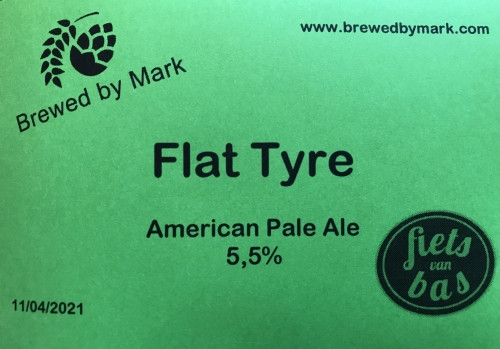 www.brewedbymark.com
Brewed by Mark
Flat Tyre
American Pale Ale
5,5%
fiets
van
bas
11/04/2021